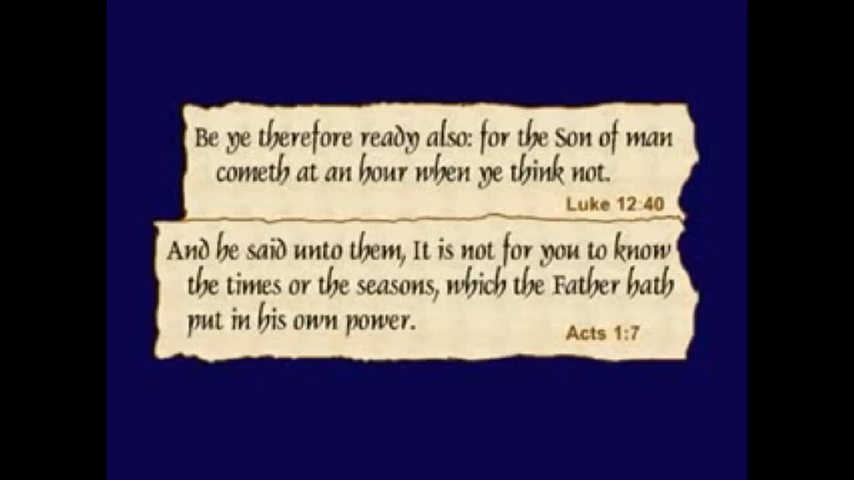 Be ye therefore ready also: for the Son of man
cometh at an hour when ye think not.
Luke 12:40
And he said unto them, It is not for you to know
the times or the seasons, which the Father hath
put in his own power.
Acts 1:7